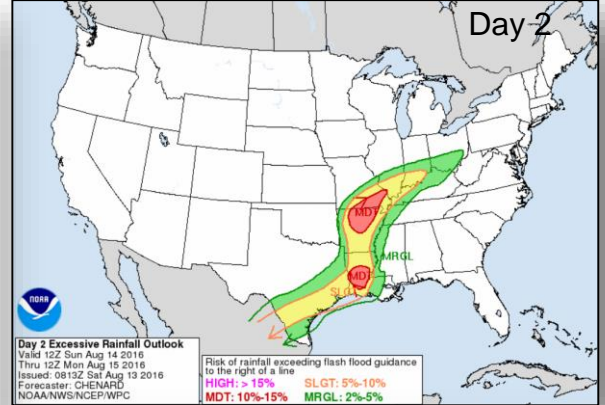 Day 2
MDT
MRGL
MDT
SLGT
NOAA
Day 2 Excessive Rainfall Outlook
Valid 12Z Sun Aug 14 2016
Thru 12Z Mon Aug 15 2016
Issued: 0813Z Sat Aug 13 2016
Forecaster: CHENARD
NOAA/NWS/NCEP/WPC
Risk of rainfall exceeding flash flood guidance
to the right of a line
HIGH: > 15% SLGT: 5%-10%
MDT: 10%-15% MRGL: 2%-5%